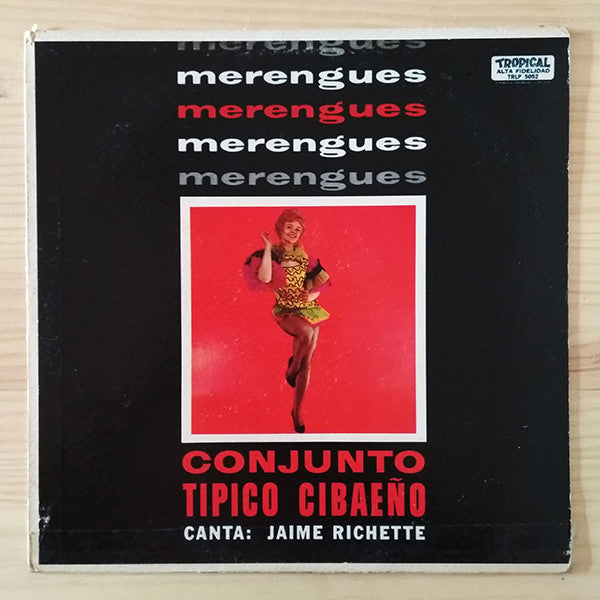 merengues
merengues
merengues
merengues
merengues
TROPICAL
ALTA FIDELIDAD
TRLP 5052
CONJUNTO
TIPICO CIBAEÑO
CANTA: JAIME RICHETTE